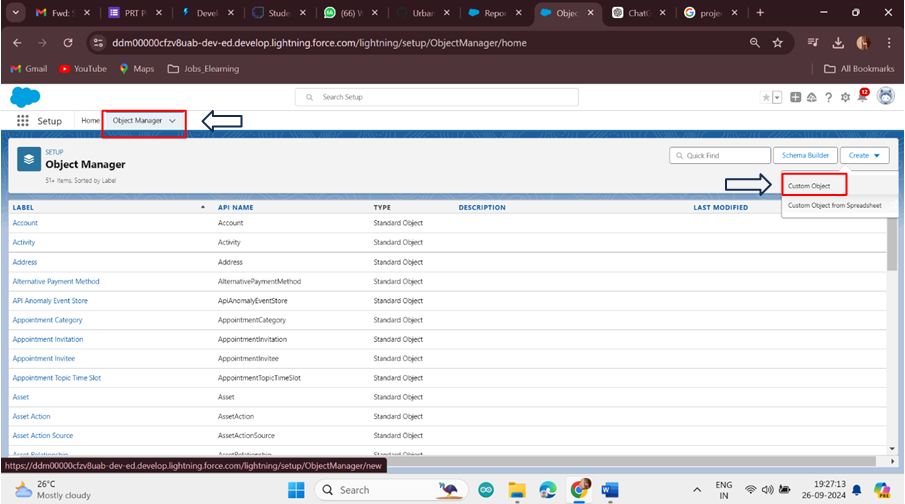 Fwd: S
PRT P
Devel
Stude
(66) W
Urban
Repor
Objec
ChatG
projec
ddm00000cfzv8uab-dev-ed.develop.lightning.force.com/lightning/setup/ObjectManager/home
Gmail YouTube Maps Jobs_Elearning All Bookmarks
Search Setup
12
Setup Home Object Manager
SETUP
Object Manager
51+ Items, Sorted by Label
Quick Find
Schema Builder
Create
Custom Object
Custom Object from Spreadsheet
LABEL API NAME TYPE DESCRIPTION LAST MODIFIED
Account Account Standard Object
Activity Activity Standard Object
Address Address Standard Object
Alternative Payment Method AlternativePaymentMethod Standard Object
API Anomaly Event Store ApiAnomalyEventStore Standard Object
Appointment Category AppointmentCategory Standard Object
Appointment Invitation AppointmentInvitation Standard Object
Appointment Invitee AppointmentInvitee Standard Object
Appointment Topic Time Slot AppointmentTopicTimeSlot Standard Object
Asset Asset Standard Object
Asset Action AssetAction Standard Object
Asset Action Source AssetActionSource Standard Object
Asset Relationship AssetRelationship Standard Object
https://ddm00000cfzv8uab-dev-ed.develop.lightning.force.com/lightning/setup/ObjectManager/new
26°C
Mostly cloudy
Search
ENG
IN
19:27:13
26-09-2024